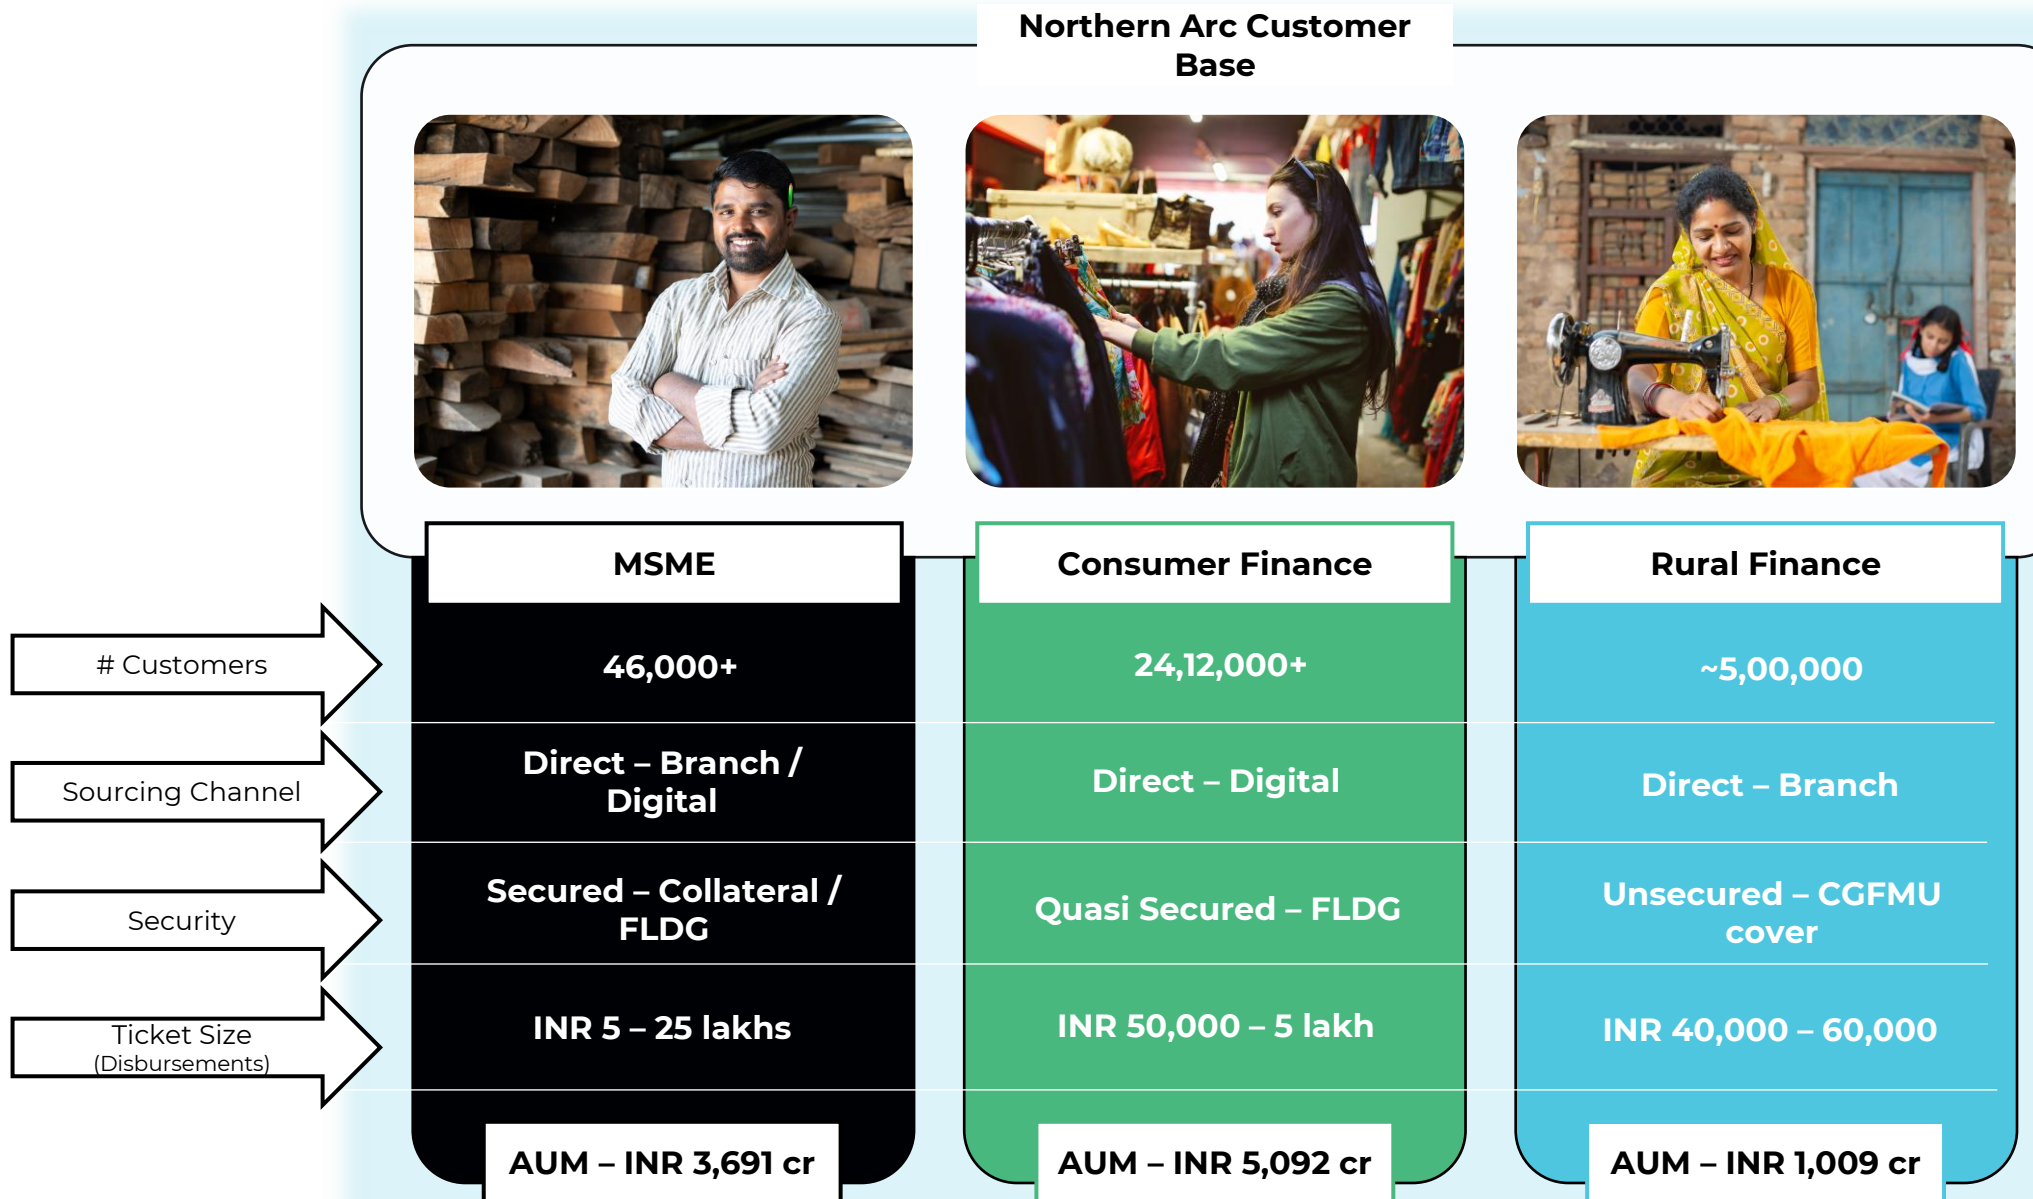 Northern Arc Customer
Base
MSME
Consumer Finance
Rural Finance
# Customers
46,000+
24,12,000+
~5,00,000
Sourcing Channel
Direct – Branch /
Digital
Direct – Digital
Direct – Branch
Security
Secured – Collateral /
FLDG
Quasi Secured – FLDG
Unsecured – CGFMU
cover
Ticket Size
(Disbursements)
INR 5 – 25 lakhs
INR 50,000 – 5 lakh
INR 40,000 – 60,000
AUM – INR 3,691 cr
AUM – INR 5,092 cr
AUM – INR 1,009 cr